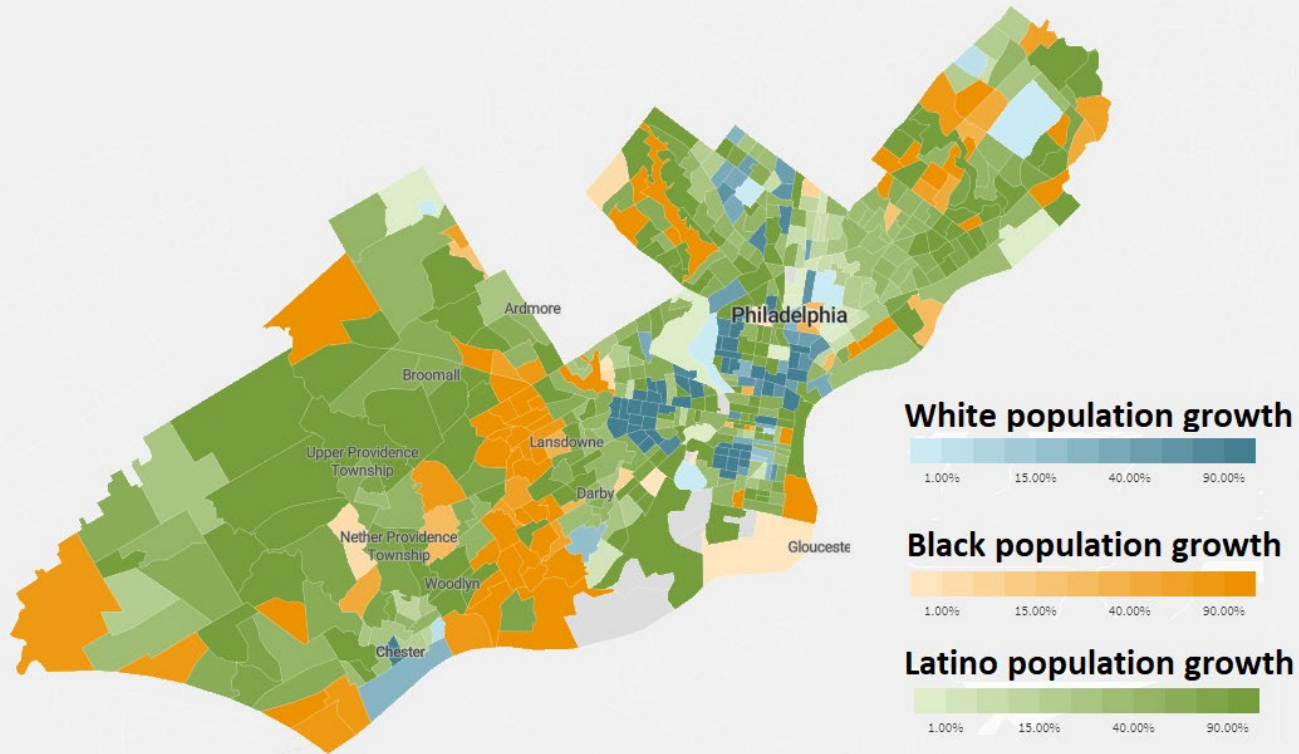 Ardmore
Philadelphia
Broomall
White population growth
1.00% 15.00% 40.00% 90.00%
Lansdowne
Upper Providence
Township
Darby
Nether Providence
Township
Glouceste
Black population growth
1.00% 15.00% 40.00% 90.00%
Woodlyn
Chester
Latino population growth
1.00% 15.00% 40.00% 90.00%